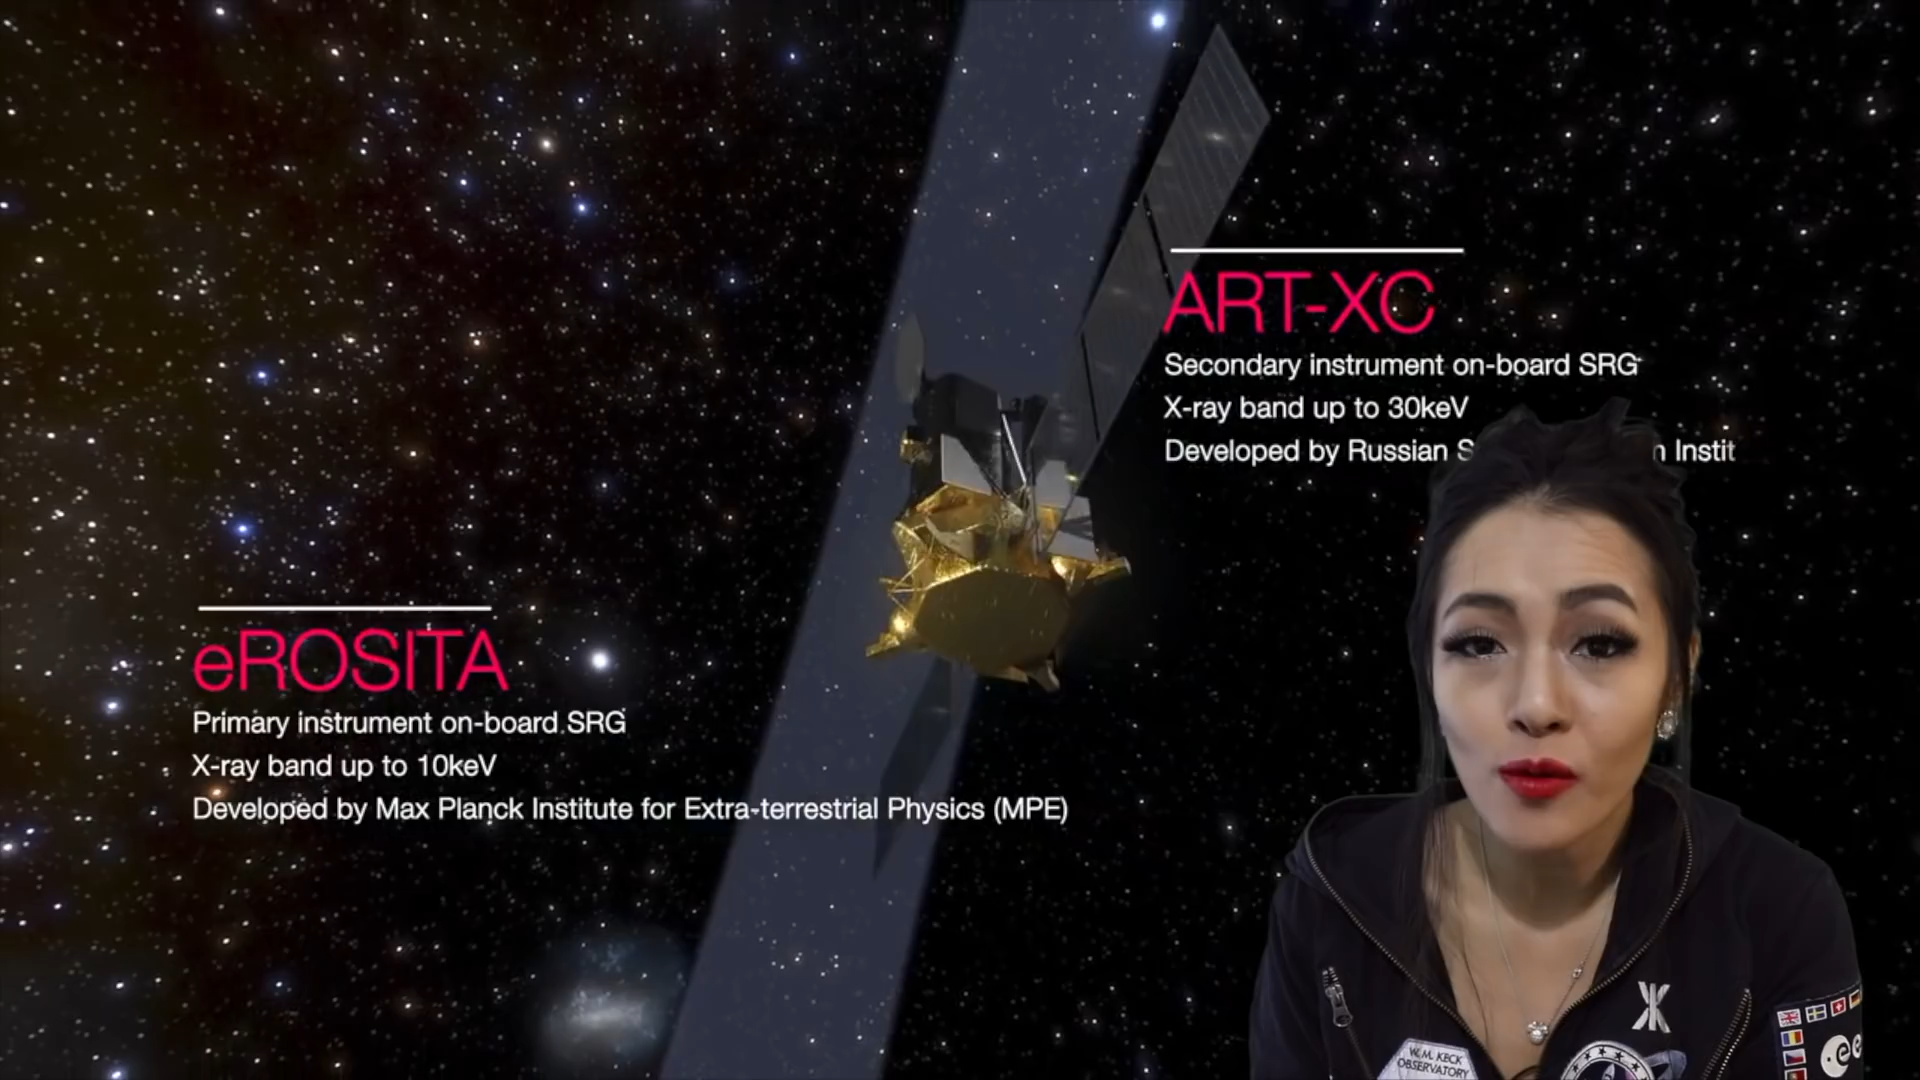 ART-XC
Secondary instrument on-board SRG
X-ray band up to 30keV
Developed by Russian
eROSITA
Primary instrument on-board SRG
X-ray band up to 10keV
Developed by Max Planck Institute for Extra-terrestrial Physics (MPE)
W. M. KECK
OBSERVATORY